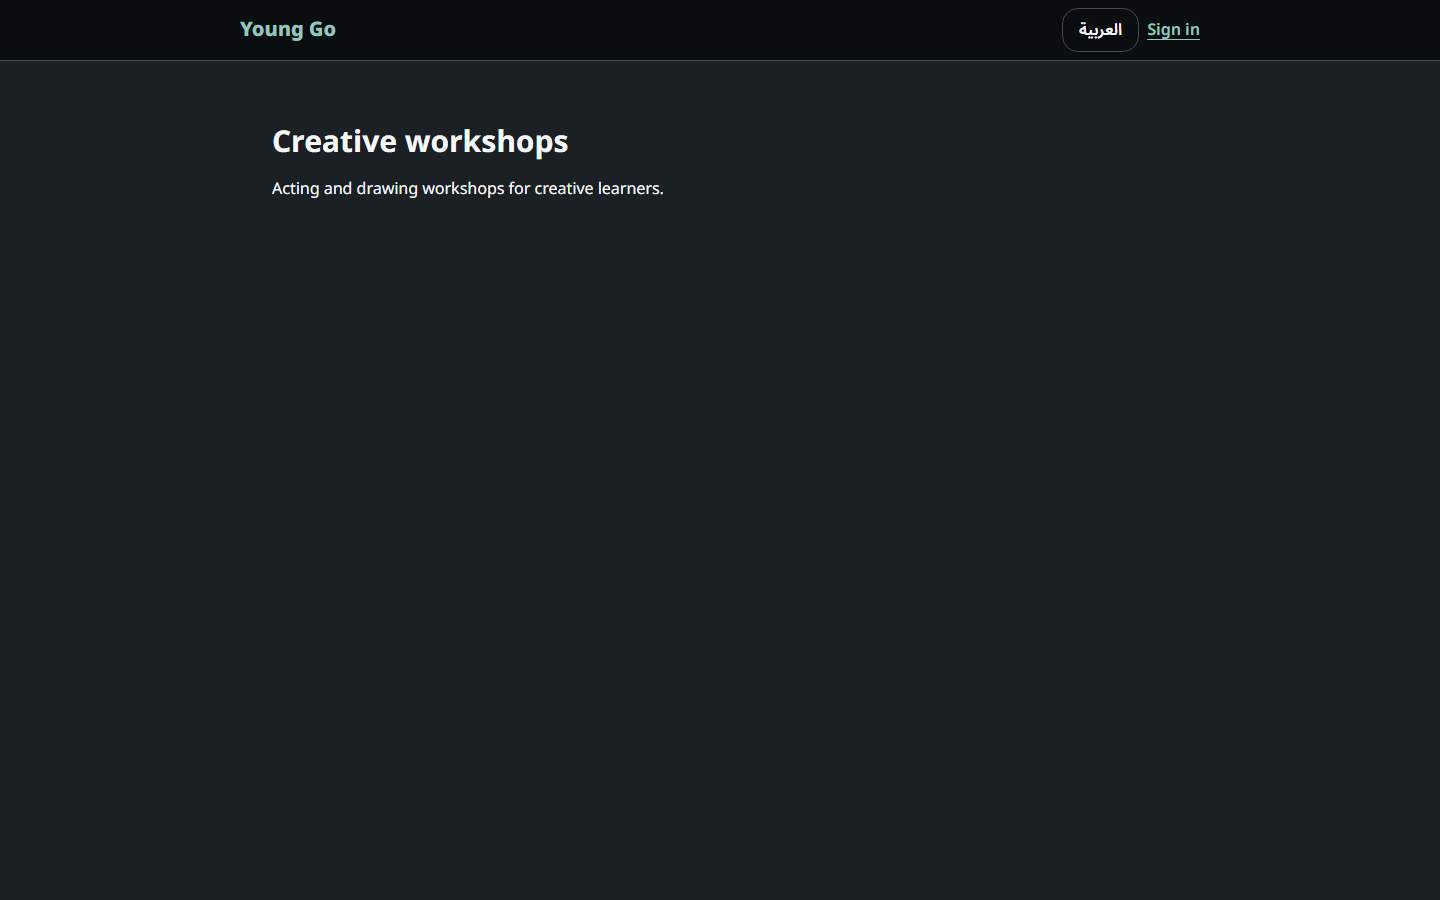 Young Go
العربية
Sign in
Creative workshops
Acting and drawing workshops for creative learners.